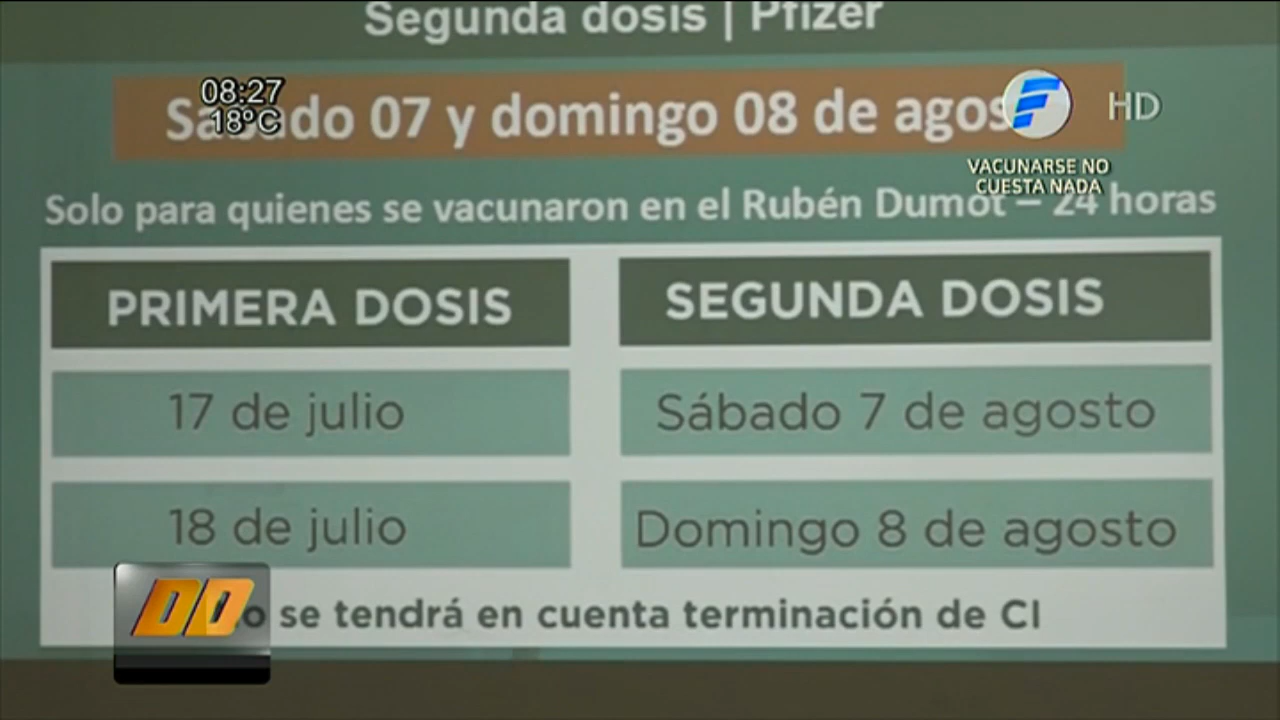 Segunda dosis | Pfizer
08:27
18°C
y domingo 08 de
07
HD
VACUNARSE NO
CUESTA NADA
Solo para quienes se vacunaron en el Rubén Dumot – 24 horas
PRIMERA DOSIS SEGUNDA DOSIS
17 de julio Sábado 7 de agosto
18 de julio Domingo 8 de agosto
se tendrá en cuenta terminación de CI
DD